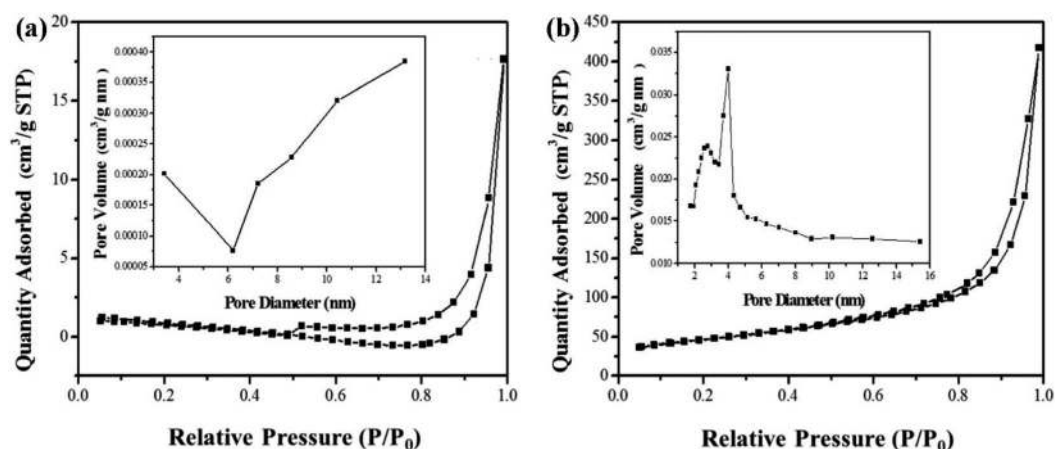 (a)
Quantity Adsorbed (cm³/g STP)
20
15
10
5
0
0.0 0.2 0.4 0.6 0.8 1.0
Relative Pressure (P/P₀)
Pore Volume (cm³/g nm)
0.00040
0.00035
0.00030
0.00025
0.00020
0.00015
0.00010
0.00005
4 6 8 10 12 14
Pore Diameter (nm)
(b)
Quantity Adsorbed (cm³/g STP)
450
400
350
300
250
200
150
100
50
0
0.0 0.2 0.4 0.6 0.8 1.0
Relative Pressure (P/P₀)
Pore Volume (cm³/g nm)
0.035
0.030
0.025
0.020
0.015
0.010
2 4 6 8 10 12 14 16
Pore Diameter (nm)